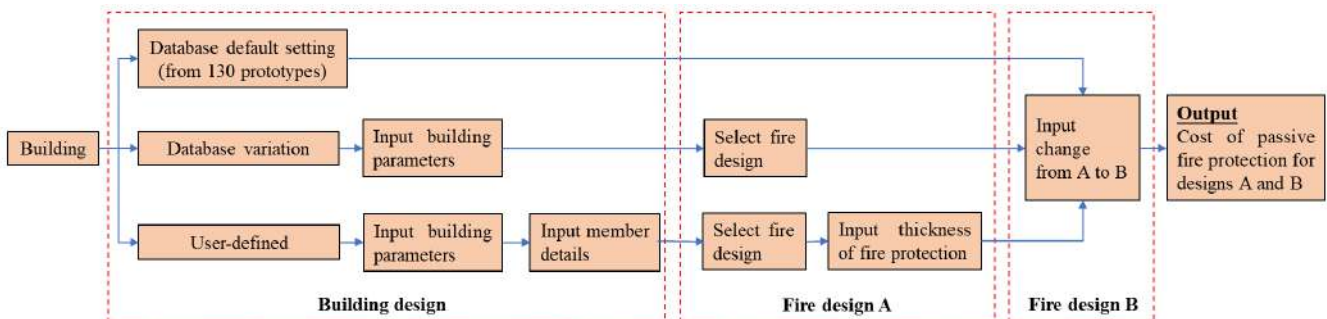 Building
Database default setting
(from 130 prototypes)
Database variation
Input building
parameters
User-defined
Input building
parameters
Input member
details
Building design
Select fire
design
Select fire
design
Input thickness
of fire protection
Fire design A
Input
change
from A to B
Fire design B
Output
Cost of passive
fire protection for
designs A and B